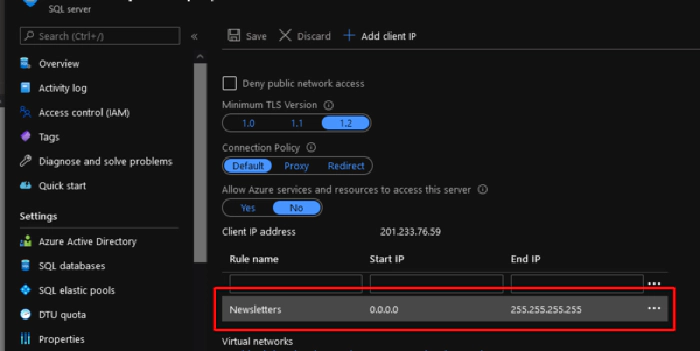 SQL server
Search (Ctrl+/)
«
Save
Discard
Add client IP
Overview
Activity log
Access control (IAM)
Tags
Diagnose and solve problems
Quick start
Settings
Azure Active Directory
SQL databases
SQL elastic pools
DTU quota
Properties
Deny public network access
Minimum TLS Version
1.0 1.1 1.2
Connection Policy
Default Proxy Redirect
Allow Azure services and resources to access this server
Yes No
Client IP address 201.233.76.59
Rule name Start IP End IP
...
Newsletters 0.0.0.0 255.255.255.255 ...
Virtual networks